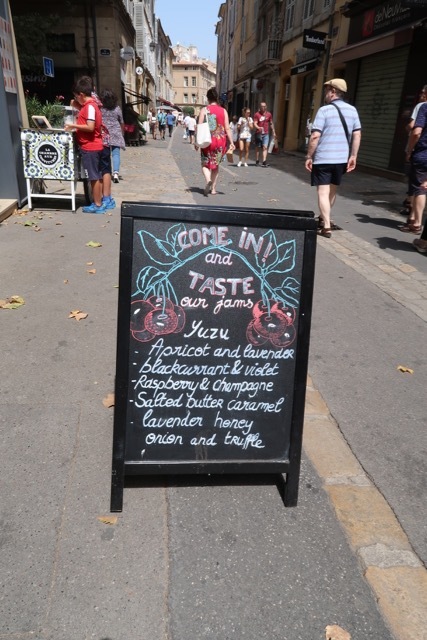 COME iN!
and
TASTE
our jams
Yuzu
- Apricot and lavender
- blackcurrant & violet
- Raspberry & champagne
- Salted butter caramel
lavender honey
onion and truffle